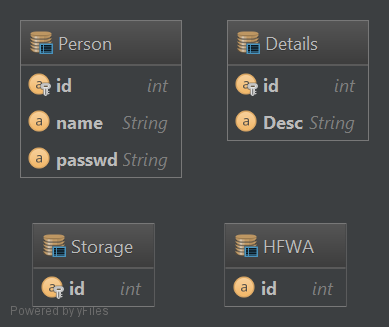 Person
id int
name String
passwd String
Details
id int
Desc String
Storage
id int
HFWA
id int
Powered by yFiles